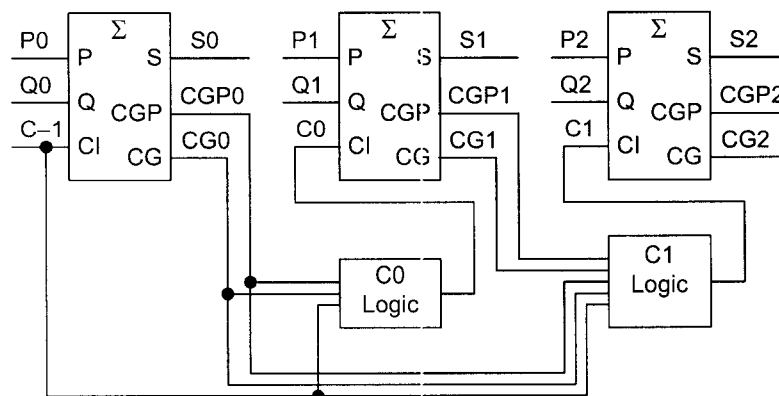 Σ Σ Σ
P0 P S S0 P1 P S S1 P2 P S S2
Q0 Q CGP CGP0 Q1 Q CGP CGP1 Q2 Q CGP CGP2
C–1 CI CG CG0 C0 CI CG CG1 C1 CI CG CG2
C0
Logic
C1
Logic